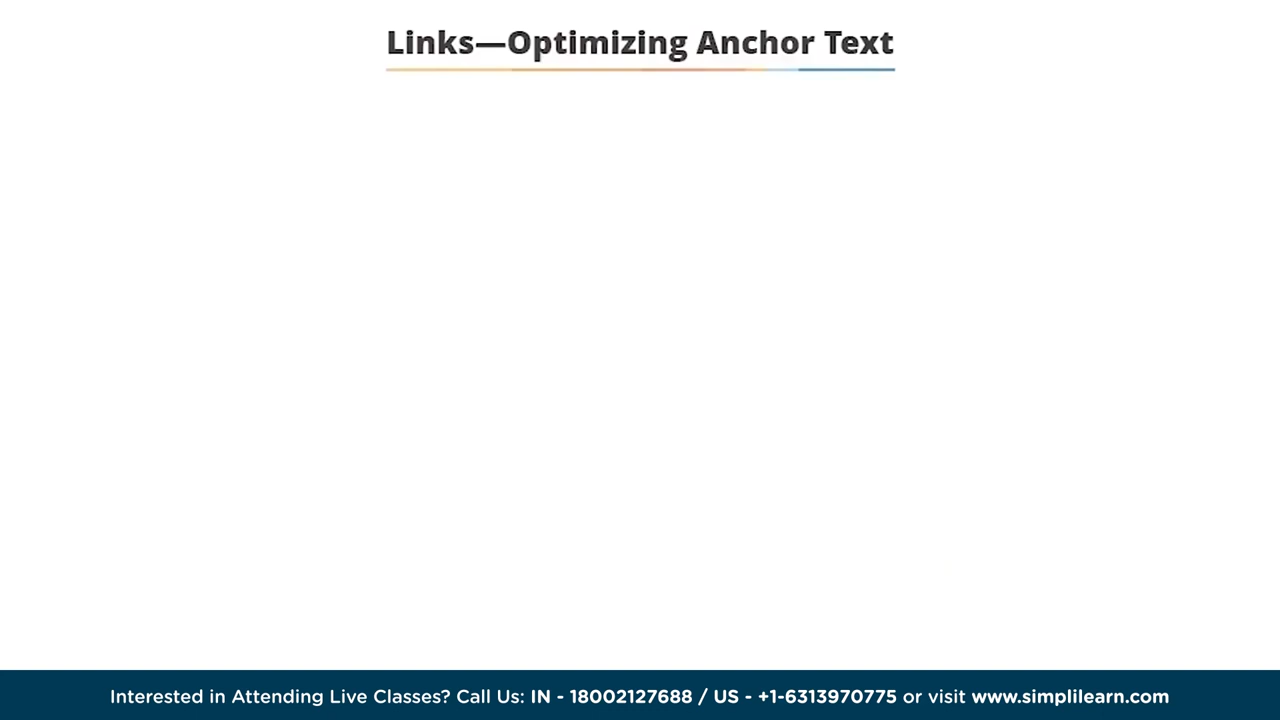 Links—Optimizing Anchor Text
Interested in Attending Live Classes? Call Us: IN - 18002127688 / US - +1-6313970775 or visit www.simplilearn.com